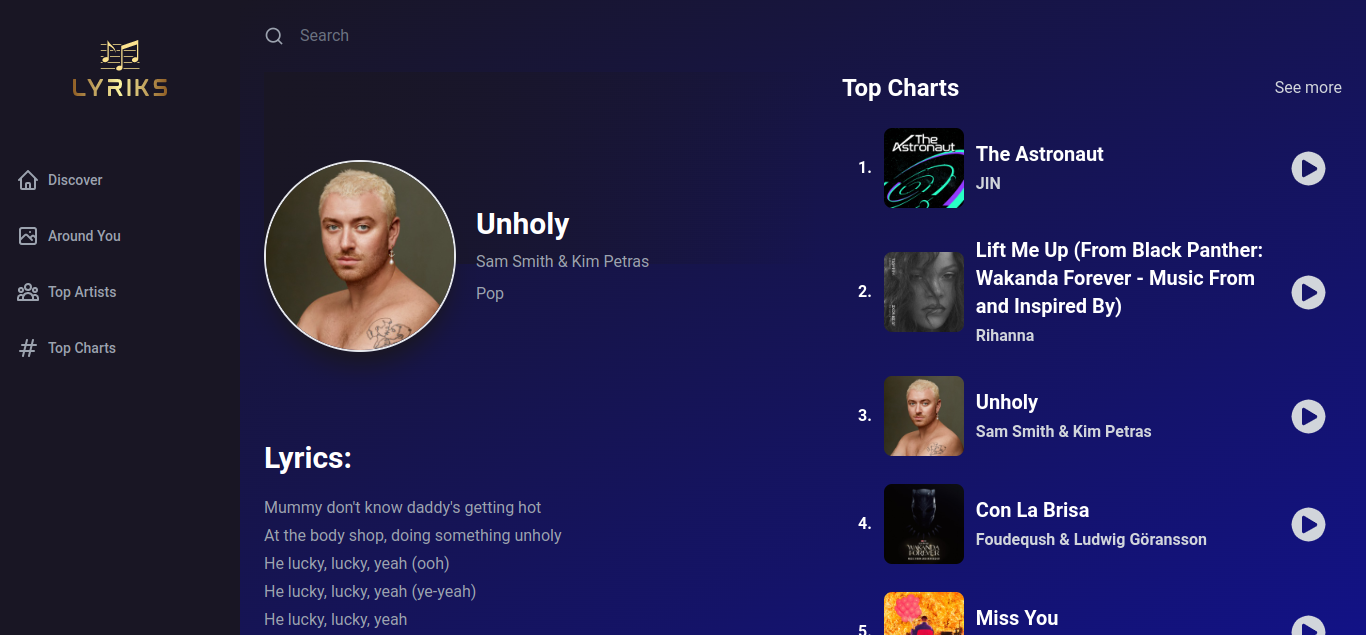 LYRIKS
Discover
Around You
Top Artists
Top Charts
Search
Unholy
Sam Smith & Kim Petras
Pop
Lyrics:
Mummy don't know daddy's getting hot
At the body shop, doing something unholy
He lucky, lucky, yeah (ooh)
He lucky, lucky, yeah (ye-yeah)
He lucky, lucky, yeah
Top Charts
See more
1.
The
Astronaut
The Astronaut
JIN
2.
Lift Me Up (From Black Panther:
Wakanda Forever - Music From
and Inspired By)
Rihanna
3.
Unholy
Sam Smith & Kim Petras
4.
WAKANDA
FOREVER
Con La Brisa
Foudeqush & Ludwig Göransson
5.
Miss You